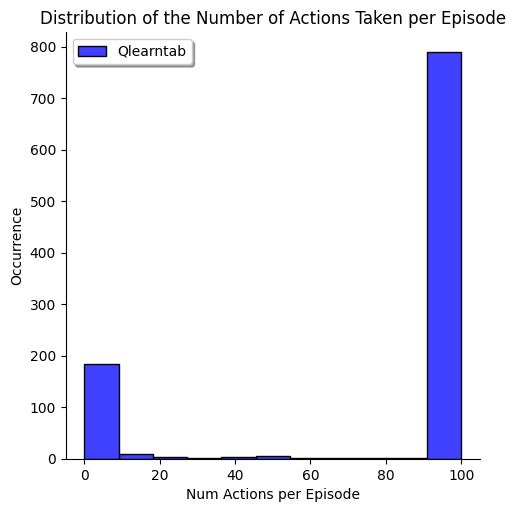 Distribution of the Number of Actions Taken per Episode
Qlearntab
800
700
600
500
400
300
200
100
0
Occurrence
0 20 40 60 80 100
Num Actions per Episode